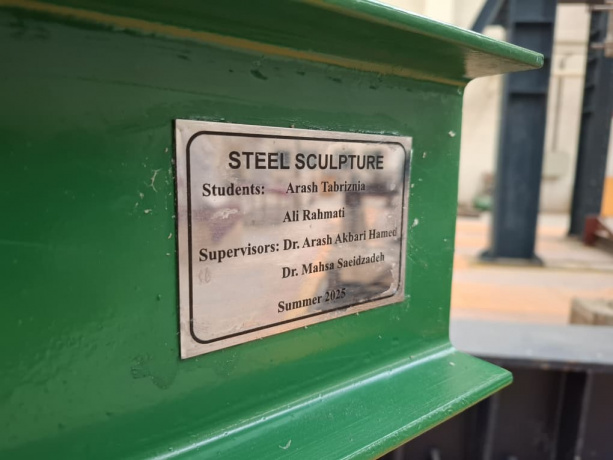 STEEL SCULPTURE
Students: Arash Tabriznia
Ali Rahmati
Supervisors: Dr. Arash Akbari Hamed
Dr. Mahsa Saeidzadeh
Summer 2025